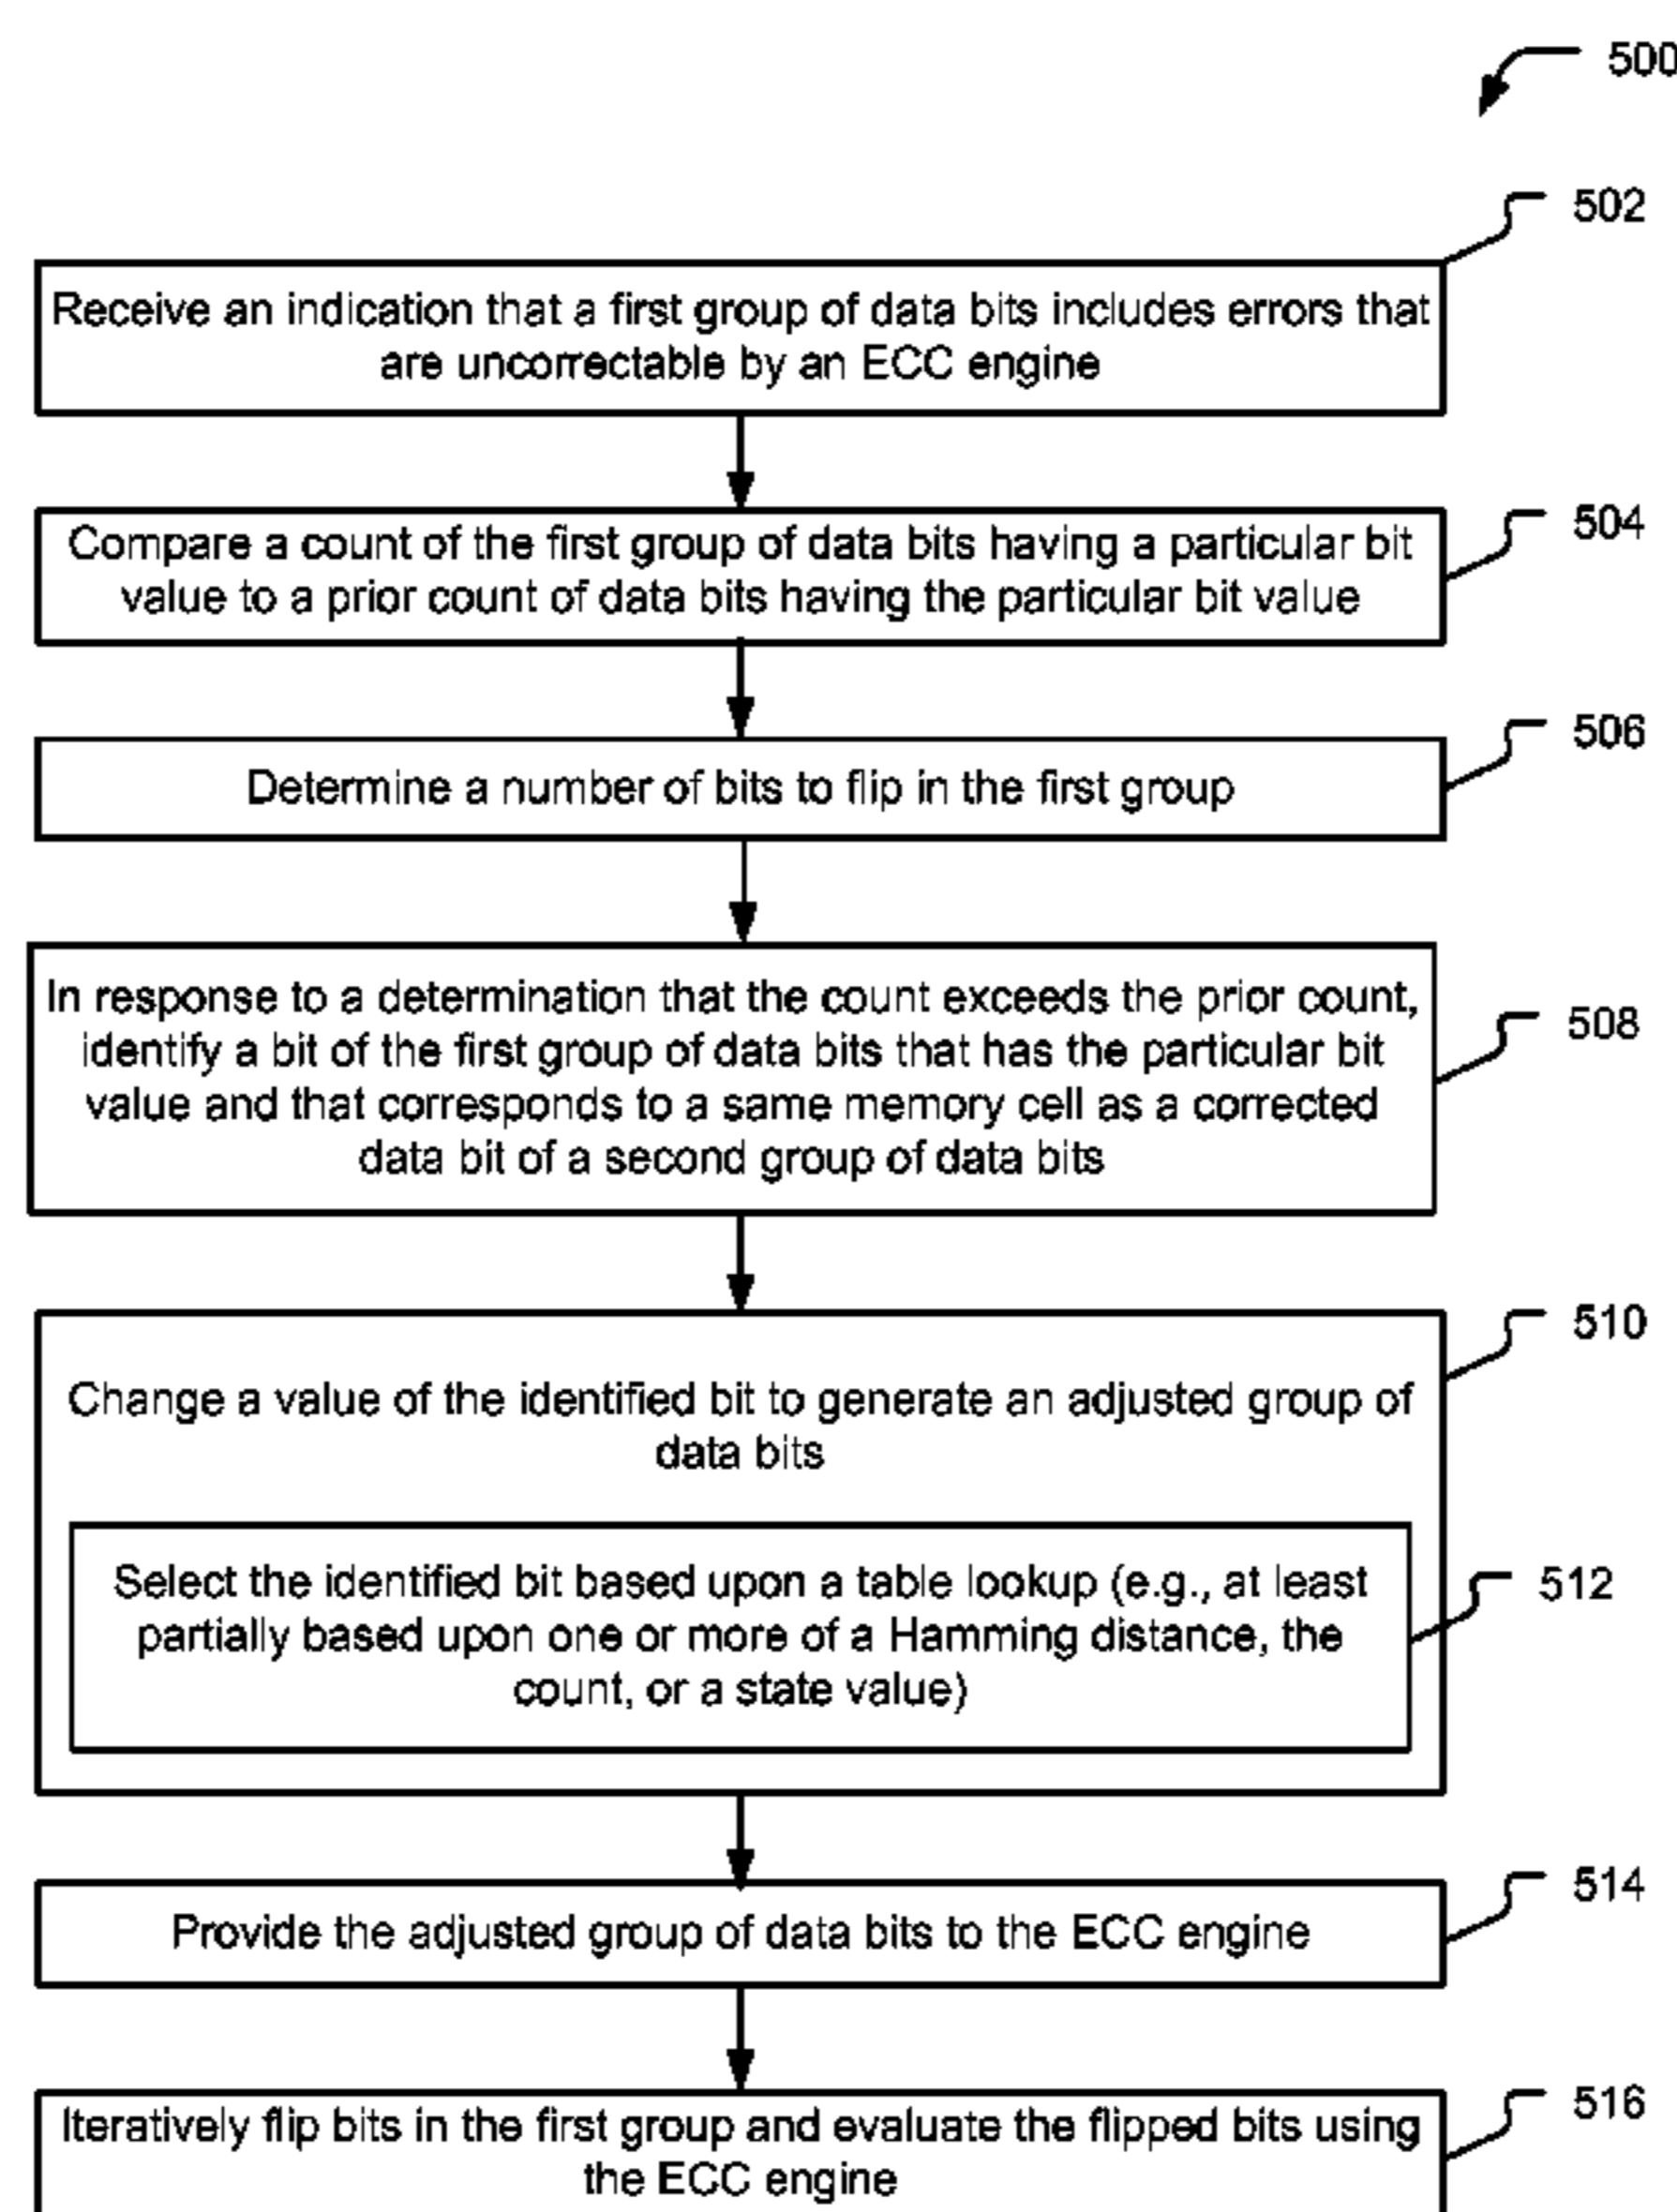 500
502
Receive an indication that a first group of data bits includes errors that
are uncorrectable by an ECC engine
504
Compare a count of the first group of data bits having a particular bit
value to a prior count of data bits having the particular bit value
506
Determine a number of bits to flip in the first group
508
In response to a determination that the count exceeds the prior count,
identify a bit of the first group of data bits that has the particular bit
value and that corresponds to a same memory cell as a corrected
data bit of a second group of data bits
510
Change a value of the identified bit to generate an adjusted group of
data bits
512
Select the identified bit based upon a table lookup (e.g., at least
partially based upon one or more of a Hamming distance, the
count, or a state value)
514
Provide the adjusted group of data bits to the ECC engine
516
Iteratively flip bits in the first group and evaluate the flipped bits using
the ECC engine